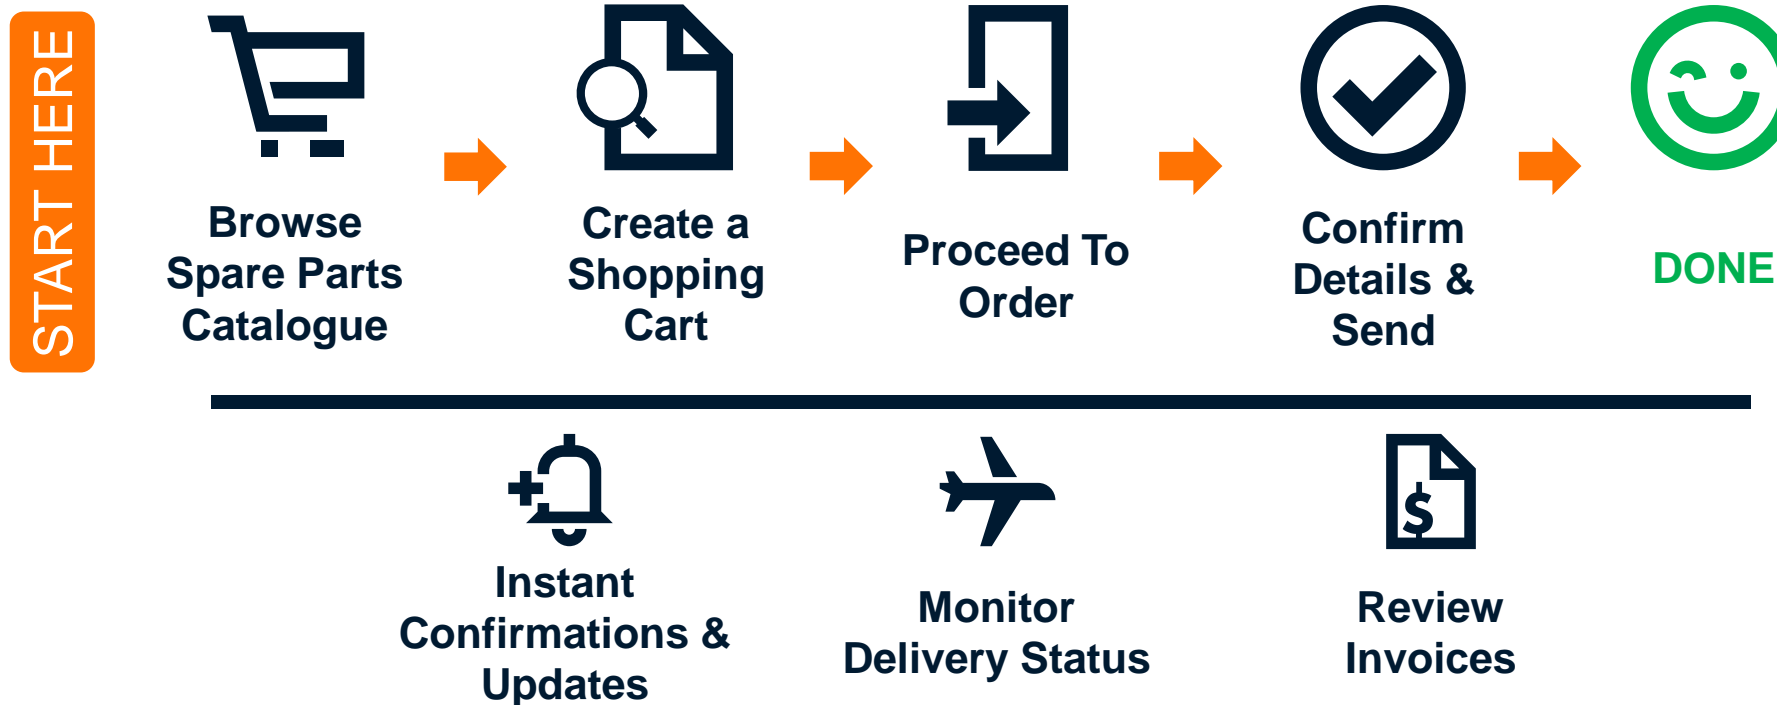 START HERE
Browse
Spare Parts
Catalogue
Create a
Shopping
Cart
Proceed To
Order
Confirm
Details &
Send
DONE
Instant
Confirmations &
Updates
Monitor
Delivery Status
Review
Invoices
$